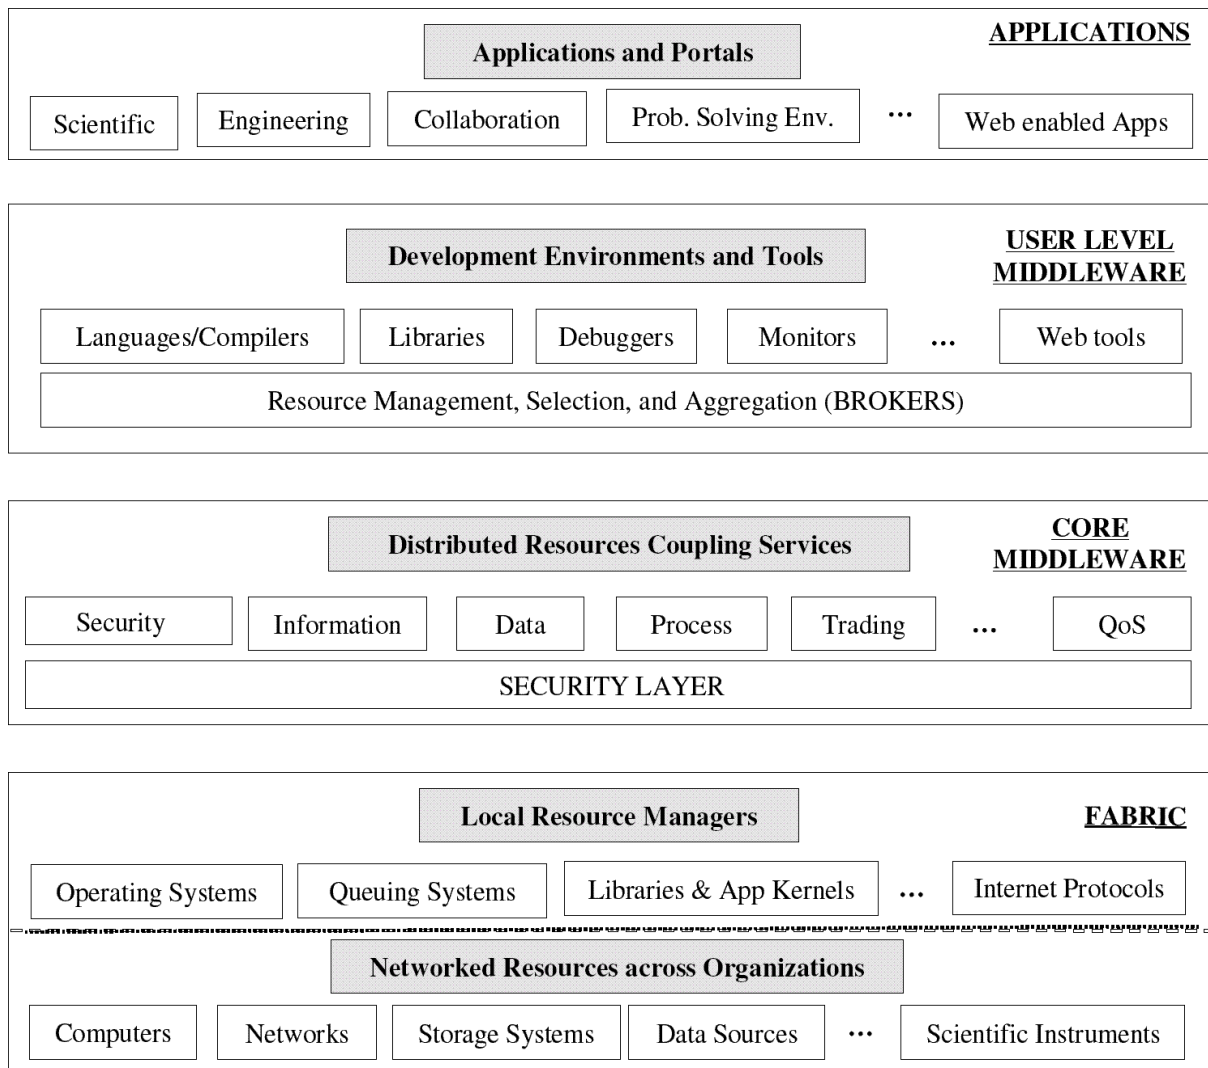 APPLICATIONS
Applications and Portals
Scientific
Engineering
Collaboration
Prob. Solving Env.
...
Web enabled Apps
USER LEVEL
MIDDLEWARE
Development Environments and Tools
Languages/Compilers
Libraries
Debuggers
Monitors
...
Web tools
Resource Management, Selection, and Aggregation (BROKERS)
CORE
MIDDLEWARE
Distributed Resources Coupling Services
Security
Information
Data
Process
Trading
...
QoS
SECURITY LAYER
Local Resource Managers
FABRIC
Operating Systems
Queuing Systems
Libraries & App Kernels
...
Internet Protocols
Networked Resources across Organizations
Computers
Networks
Storage Systems
Data Sources
...
Scientific Instruments